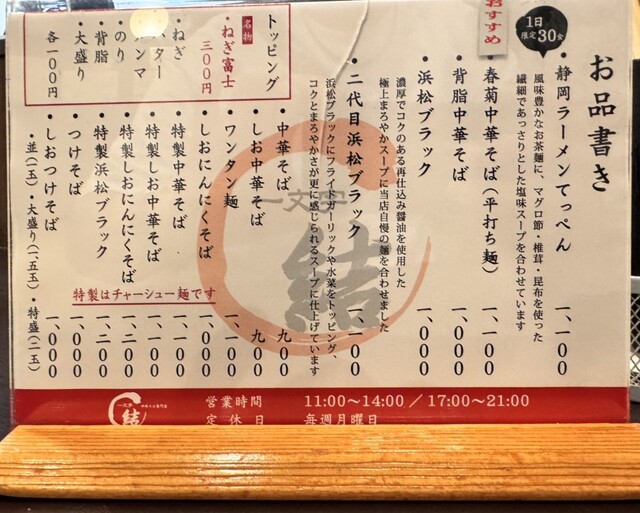 お品書き
1日
限定30食
・静岡ラーメンてっぺん 一、一〇〇
風味豊かなお茶麺に、マグロ節・椎茸・昆布を使った
繊細であっさりとした塩味スープを合わせています
おすすめ
・春菊中華そば(平打ち麺) 一、一〇〇
・背脂中華そば 一、〇〇〇
・浜松ブラック 一、〇〇〇
濃厚でコクのある再仕込み醤油を使用した
極上まろやかスープに当店自慢の麺を合わせました
・二代目浜松ブラック 一、一〇〇
浜松ブラックにフライドガーリックや水菜をトッピング、
コクとまろやかさが更に感じられるスープに仕上げています
トッピング
名物
・ねぎ富士
三〇〇円
・ねぎ
ター
ンマ
・のり
・背脂
・大盛り
各一〇〇円
・中華そば 九〇〇
・しお中華そば 九〇〇
・ワンタン麺 一、一〇〇
・しおにんにくそば 一、〇〇〇
・特製中華そば 一、一〇〇
・特製しお中華そば 一、一〇〇
・特製しおにんにくそば 一、二〇〇
・特製浜松ブラック 一、二〇〇
・つけそば 一、〇〇〇
・しおつけそば 一、〇〇〇
・並(一玉)・大盛り(一、五玉)・特盛(二玉)
特製はチャーシュー麺です
一文字
結
一文字
結
営業時間 11:00~14:00 / 17:00~21:00
定休日 毎週月曜日